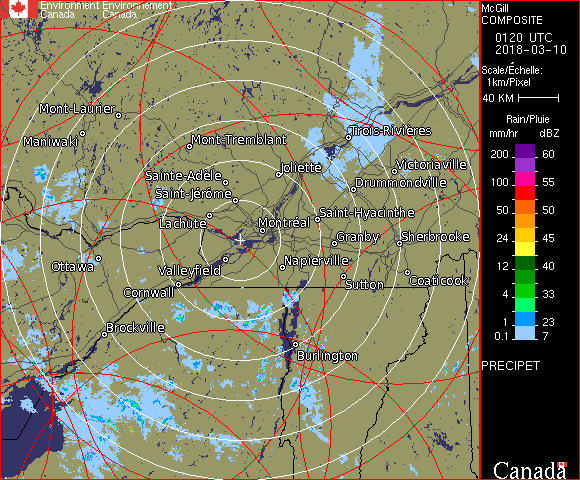 Environment Environnement
Canada Canada
McGill
COMPOSITE
0120 UTC
2018-03-10
Scale/Échelle:
1km/Pixel
40 KM
Rain/Pluie
mm/hr dBZ
200 60
155 55
100 55
50 50
24 45
12 40
4 33
1 23
0.1 7
PRECIPET
Mont-Laurier
Maniwaki
Mont-Tremblant
Trois-Rivières
Joliette
Victoriaville
Sainte-Adèle
Drummondville
Saint-Jérôme
Lachute
Saint-Hyacinthe
Montréal
Granby
Sherbrooke
Ottawa
Valleyfield
Napierville
Cornwall
Sutton
Coaticook
Brockville
Burlington
Canada